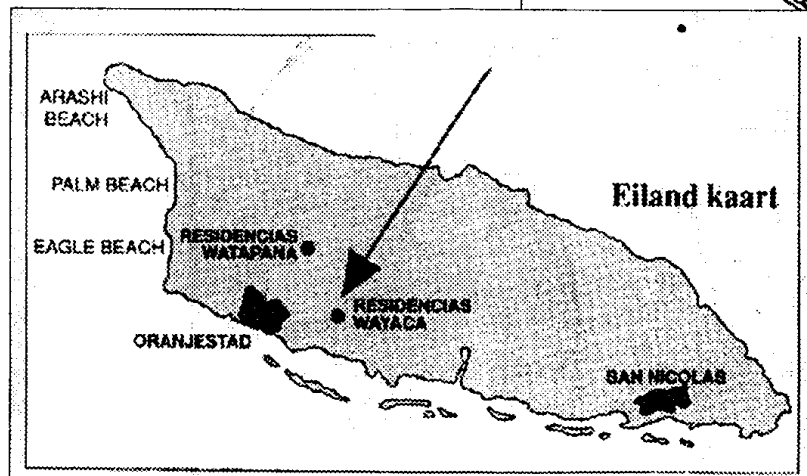 ARASHI
BEACH
PALM BEACH
EAGLE BEACH
Eiland kaart
RESIDENCIAS
WATAPANA
RESIDENCIAS
WAYACA
ORANJESTAD
SAN NICOLAS